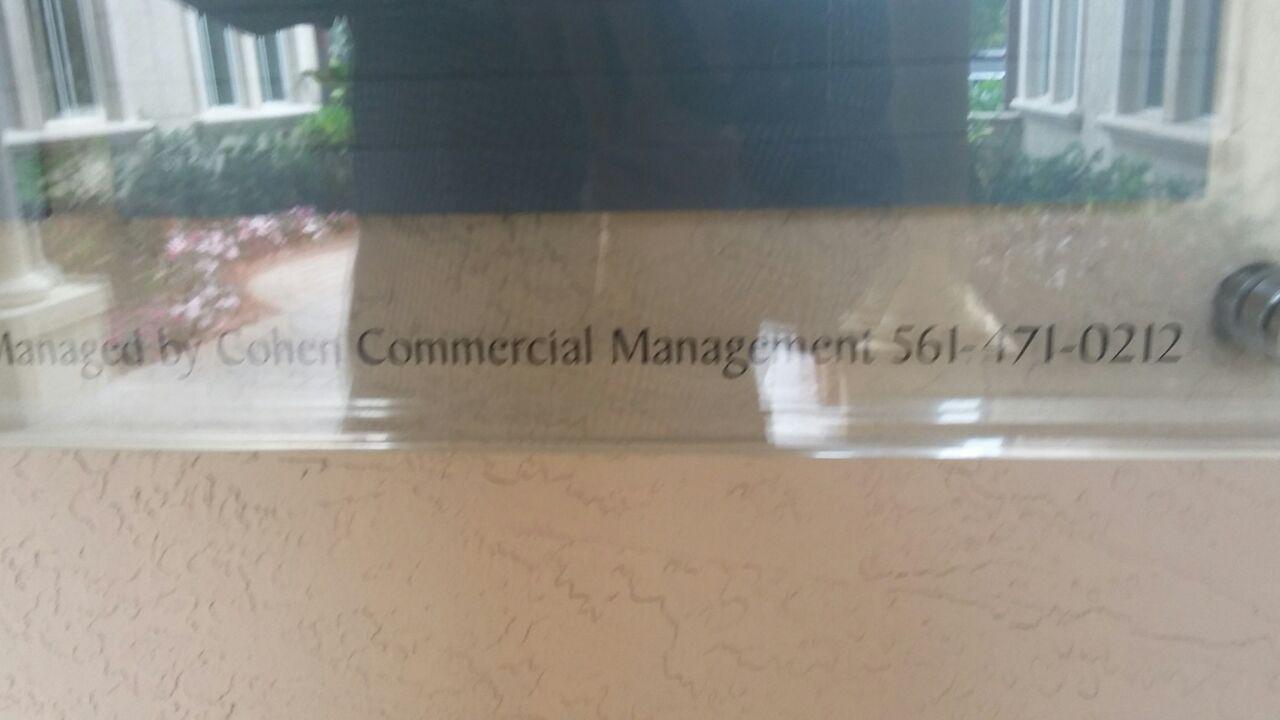 Managed by Cohen Commercial Management 561-471-0212